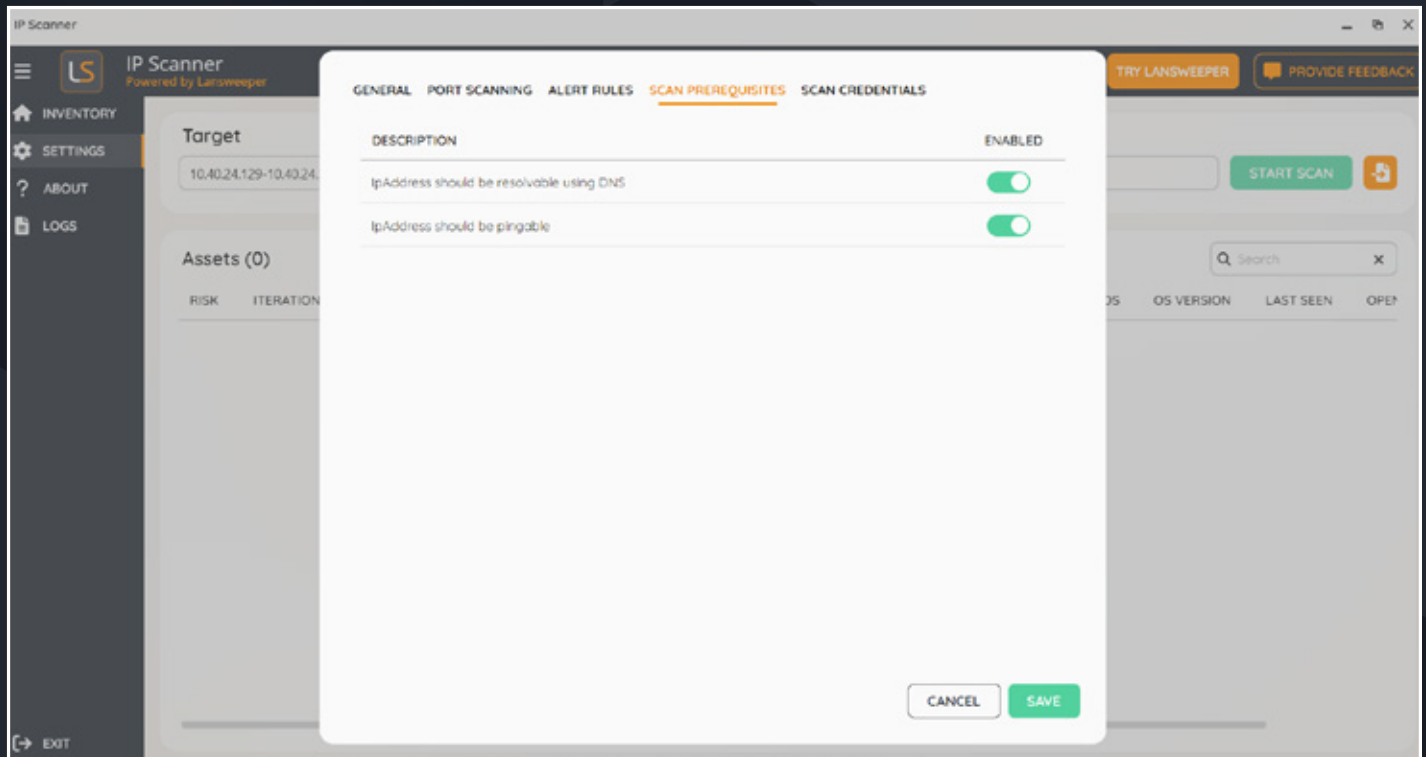 IP Scanner
LS
IP Scanner
Powered by Lansweeper
TRY LANSWEEPER
PROVIDE FEEDBACK
INVENTORY
SETTINGS
ABOUT
LOGS
EXIT
Target
10.40.24.129-10.40.24.
START SCAN
Assets (0)
Search
RISK ITERATION OS OS VERSION LAST SEEN OPEN
GENERAL PORT SCANNING ALERT RULES SCAN PREREQUISITES SCAN CREDENTIALS
DESCRIPTION ENABLED
IpAddress should be resolvable using DNS
IpAddress should be pingable
CANCEL SAVE